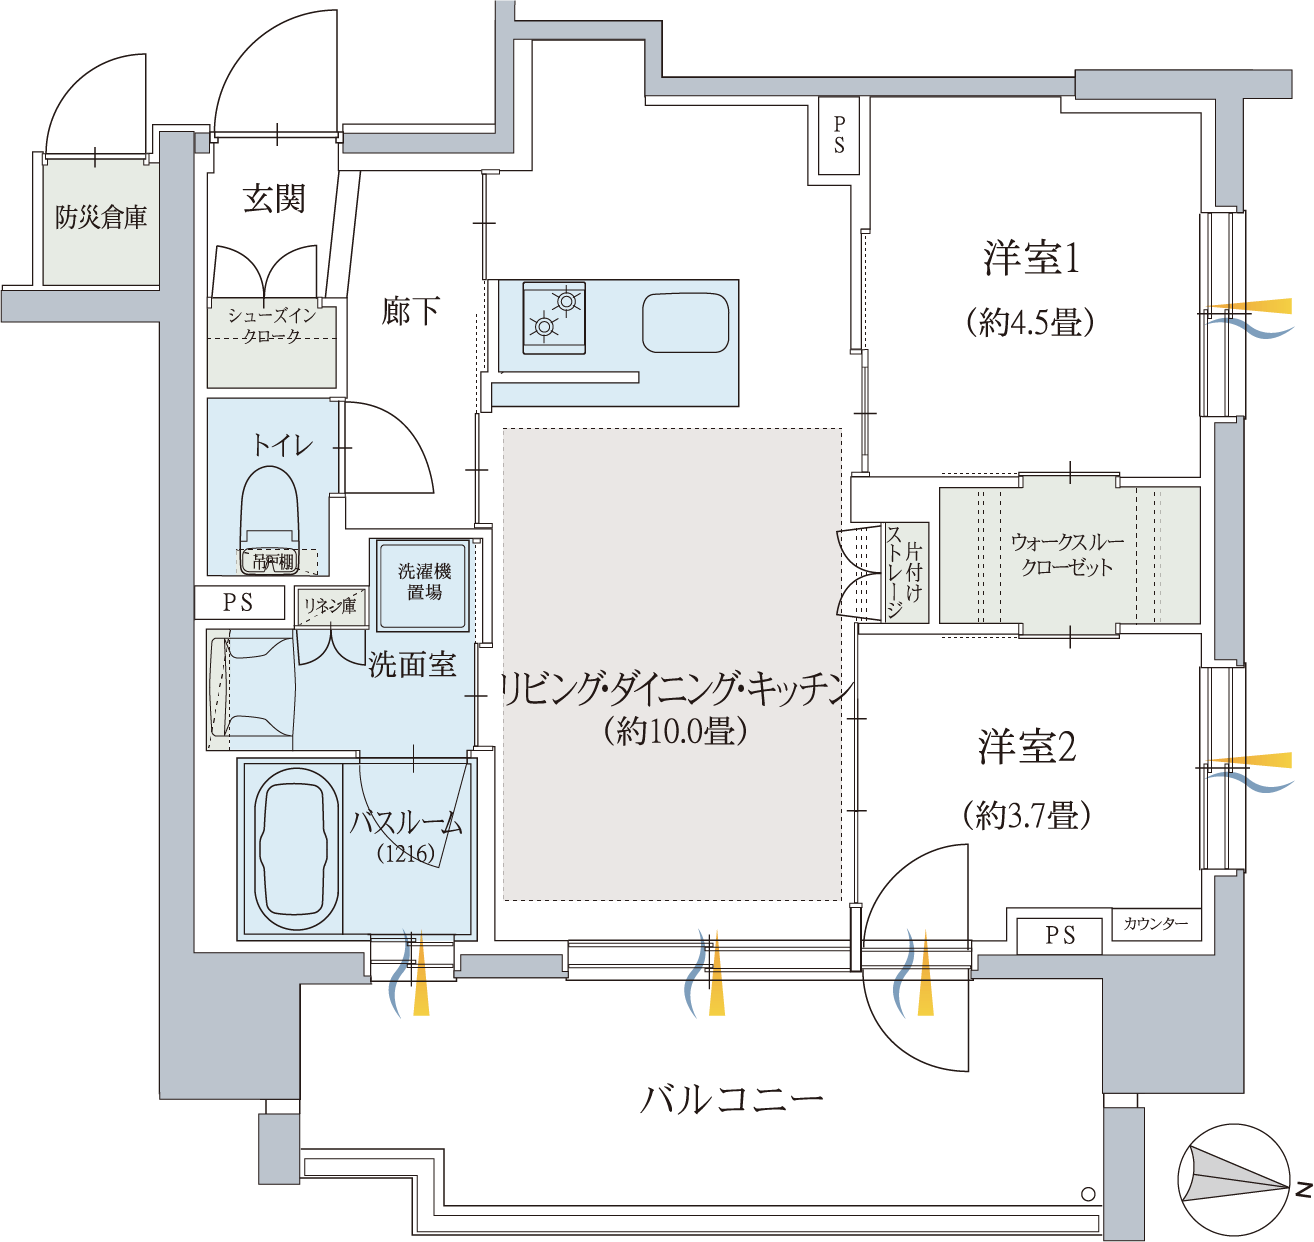 PS
玄関
防災倉庫
洋室1
(約4.5畳)
廊下
シューズイン
クローク
トイレ
吊戸棚
PS
リネン庫
洗濯機
置場
洗面室
片付け
ストレージ
ウォークスルー
クローゼット
リビング・ダイニング・キッチン
(約10.0畳)
洋室2
(約3.7畳)
バスルーム
(1216)
PS
カウンター
バルコニー
N